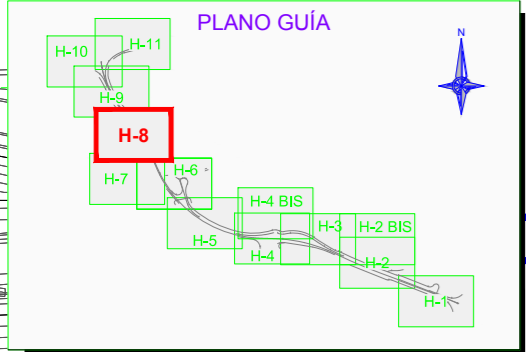 PLANO GUÍA
N
H-10
H-11
H-9
H-8
H-7
H-6
H-5
H-4 BIS
H-4
H-3
H-2 BIS
H-2
H-1